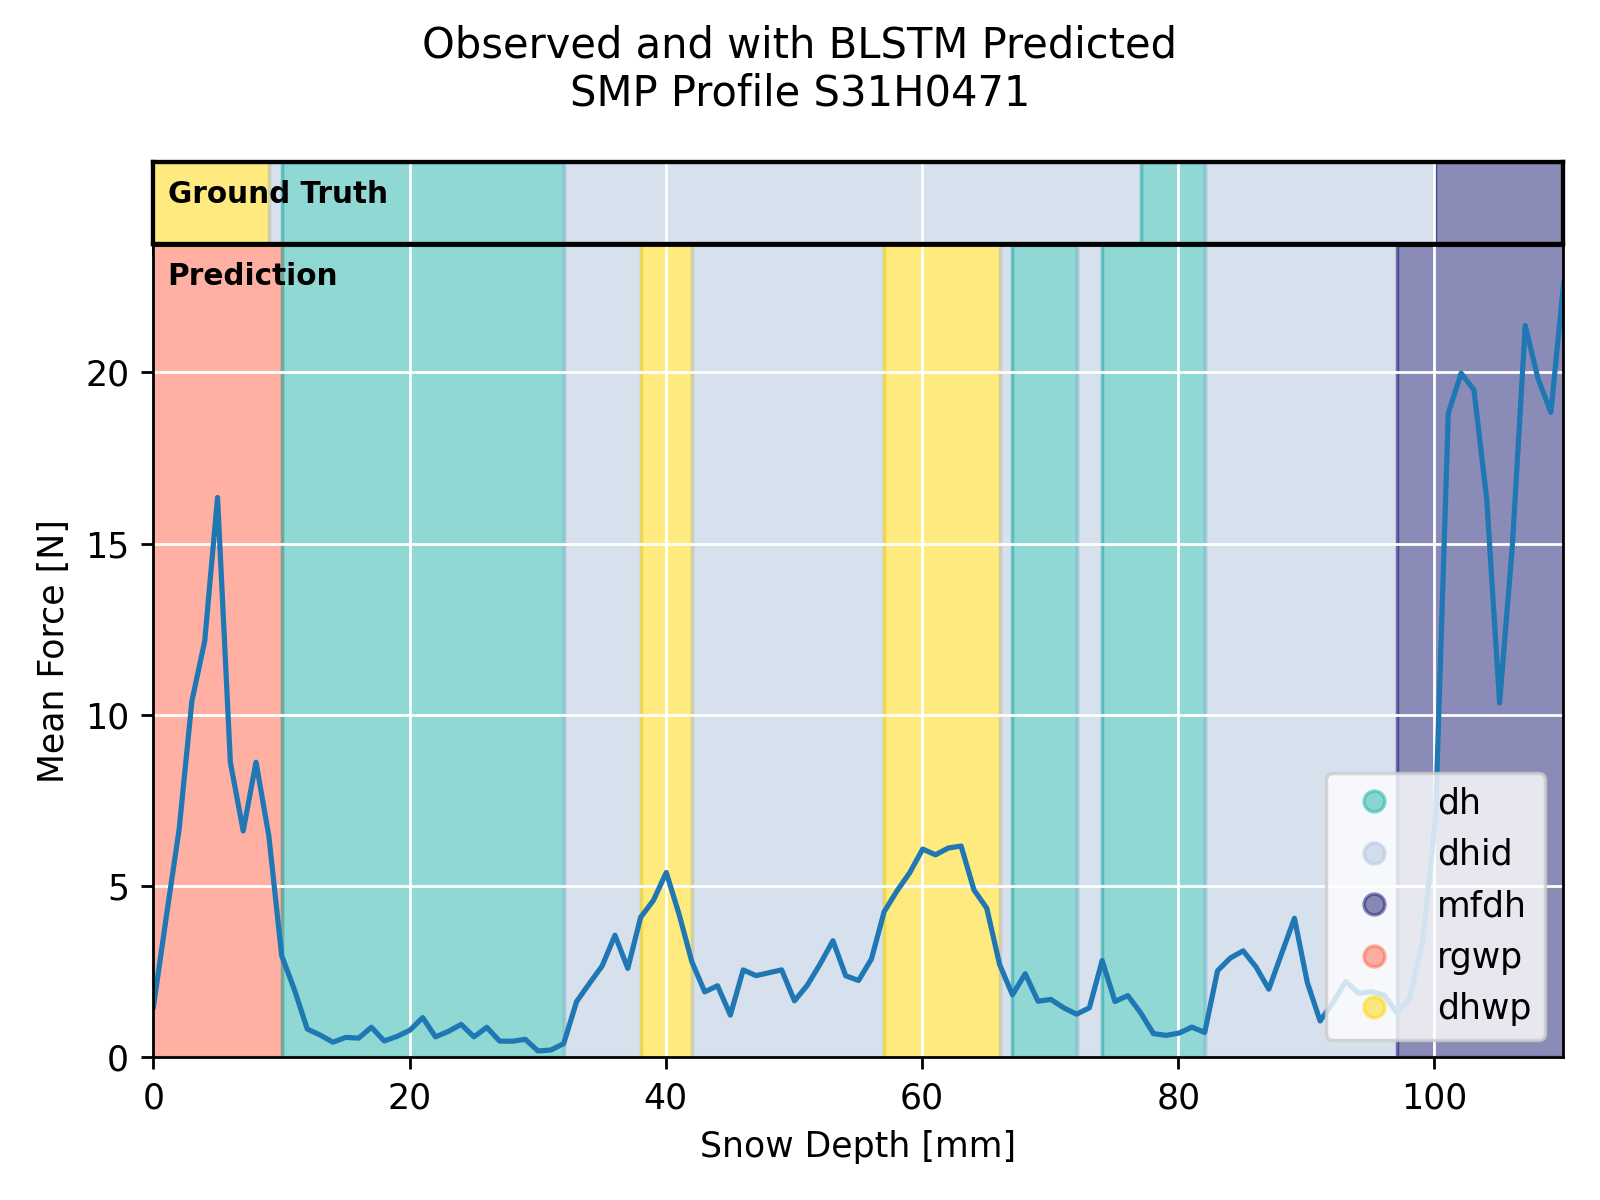 Observed and with BLSTM Predicted
SMP Profile S31H0471
Ground Truth
Prediction
Mean Force [N]
20
15
10
5
0
dh
dhid
mfdh
rgwp
dhwp
0 20 40 60 80 100
Snow Depth [mm]